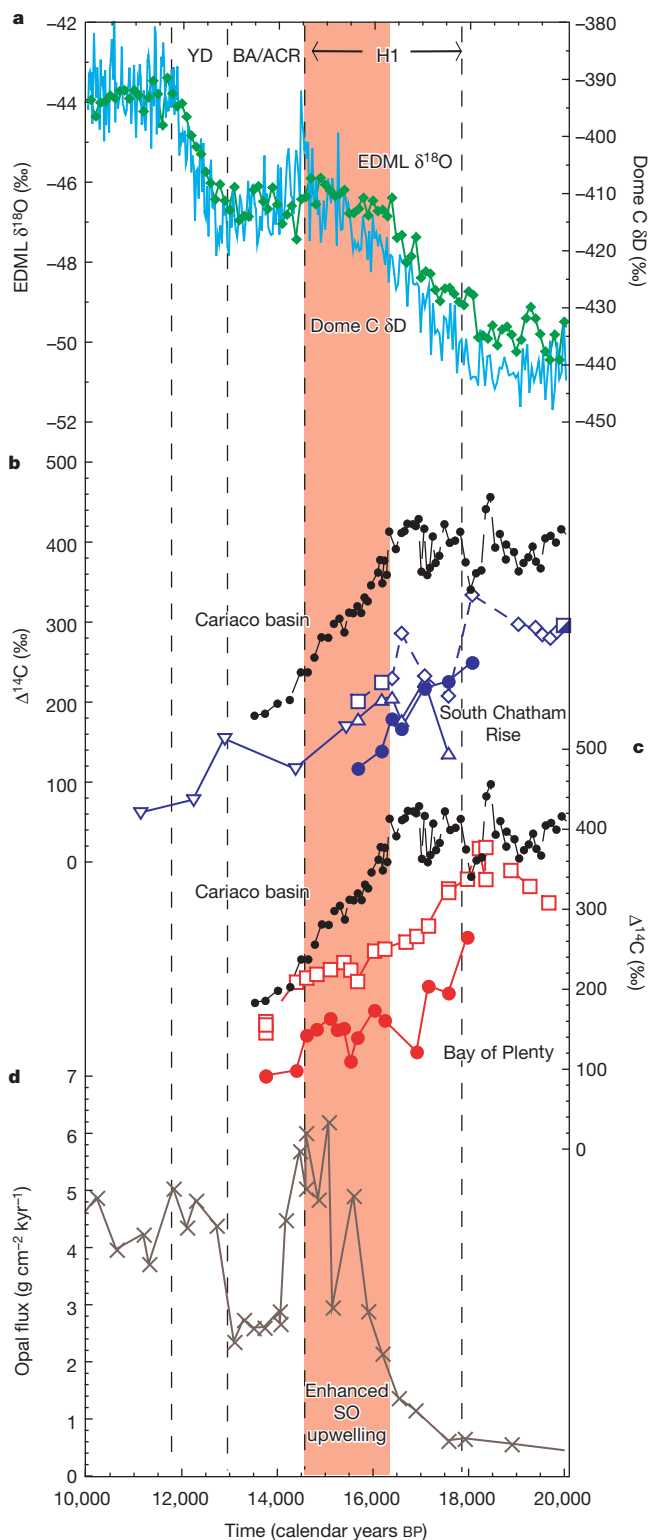 a
−42
−44
−46
−48
−50
−52
EDML δ18O (‰)
YD
BA/ACR
H1
−380
−390
−400
−410
−420
−430
−440
−450
Dome C δD
(‰)
EDML δ18O
Dome C δD
b
500
400
300
200
100
0
Δ14C (‰)
Cariaco basin
South Chatham
Rise
c
500
400
300
200
100
0
Δ14C (‰)
Cariaco basin
Bay of Plenty
d
7
6
5
4
3
2
1
0
Opal flux (g cm−2 kyr−1)
Enhanced
SO
upwelling
10,000
12,000
14,000
16,000
18,000
20,000
Time (calendar years BP)